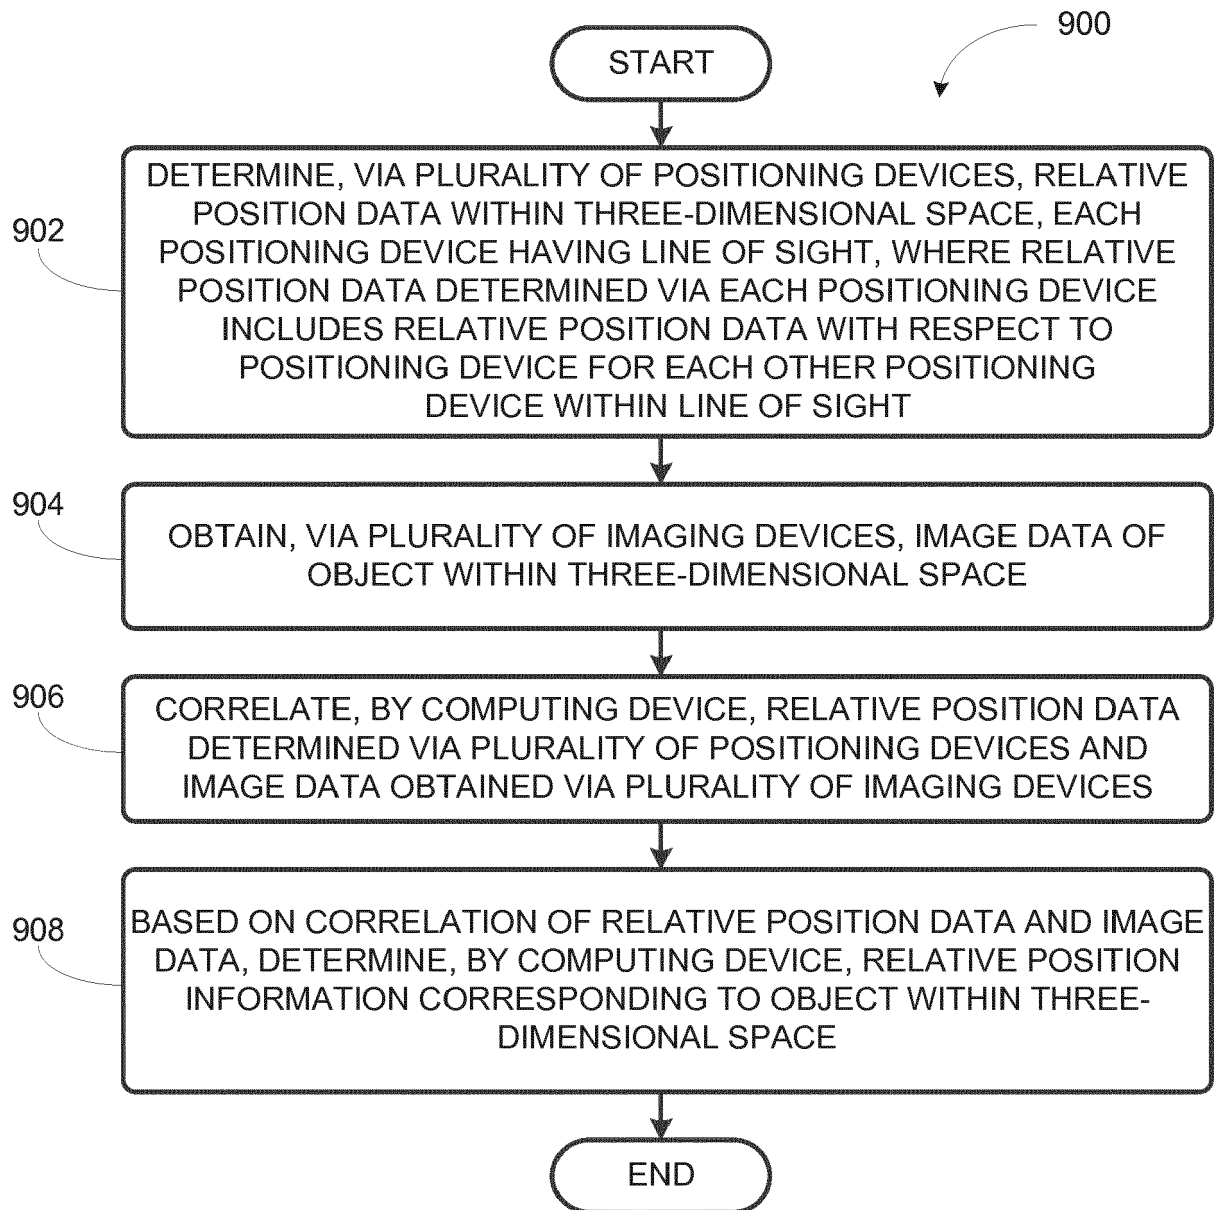 900
START
902
DETERMINE, VIA PLURALITY OF POSITIONING DEVICES, RELATIVE
POSITION DATA WITHIN THREE-DIMENSIONAL SPACE, EACH
POSITIONING DEVICE HAVING LINE OF SIGHT, WHERE RELATIVE
POSITION DATA DETERMINED VIA EACH POSITIONING DEVICE
INCLUDES RELATIVE POSITION DATA WITH RESPECT TO
POSITIONING DEVICE FOR EACH OTHER POSITIONING
DEVICE WITHIN LINE OF SIGHT
904
OBTAIN, VIA PLURALITY OF IMAGING DEVICES, IMAGE DATA OF
OBJECT WITHIN THREE-DIMENSIONAL SPACE
906
CORRELATE, BY COMPUTING DEVICE, RELATIVE POSITION DATA
DETERMINED VIA PLURALITY OF POSITIONING DEVICES AND
IMAGE DATA OBTAINED VIA PLURALITY OF IMAGING DEVICES
908
BASED ON CORRELATION OF RELATIVE POSITION DATA AND IMAGE
DATA, DETERMINE, BY COMPUTING DEVICE, RELATIVE POSITION
INFORMATION CORRESPONDING TO OBJECT WITHIN THREE-
DIMENSIONAL SPACE
END